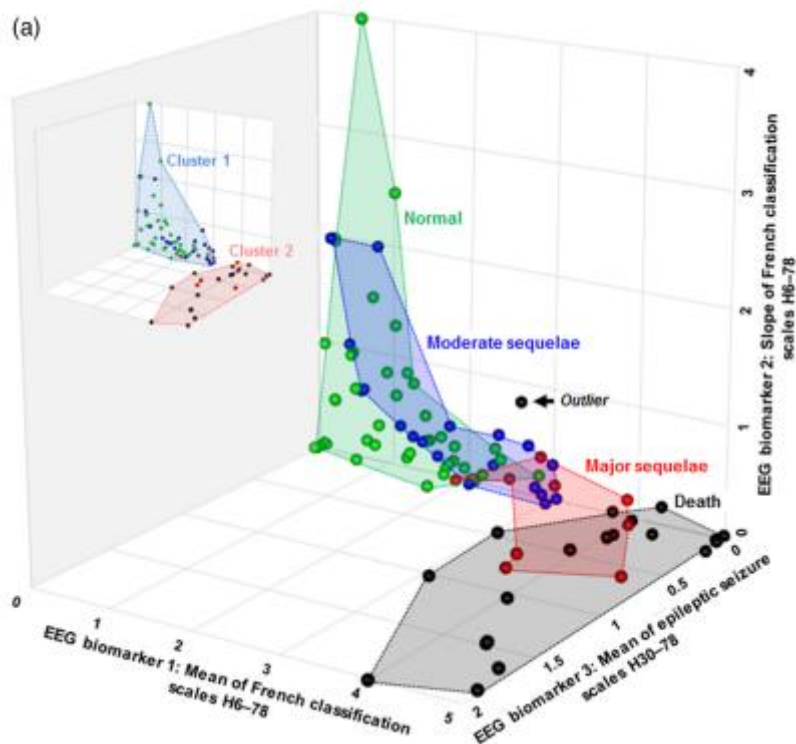 (a)
Cluster 1
Cluster 2
Normal
Moderate sequelae
Outlier
Major sequelae
Death
0
1
2
3
4
5
EEG biomarker 1: Mean of French classification
scales H6–78
2
1.5
1
0.5
0
EEG biomarker 3: Mean of epileptic seizure
scales H30–78
0
1
2
3
4
EEG biomarker 2: Slope of French classification
scales H6–78